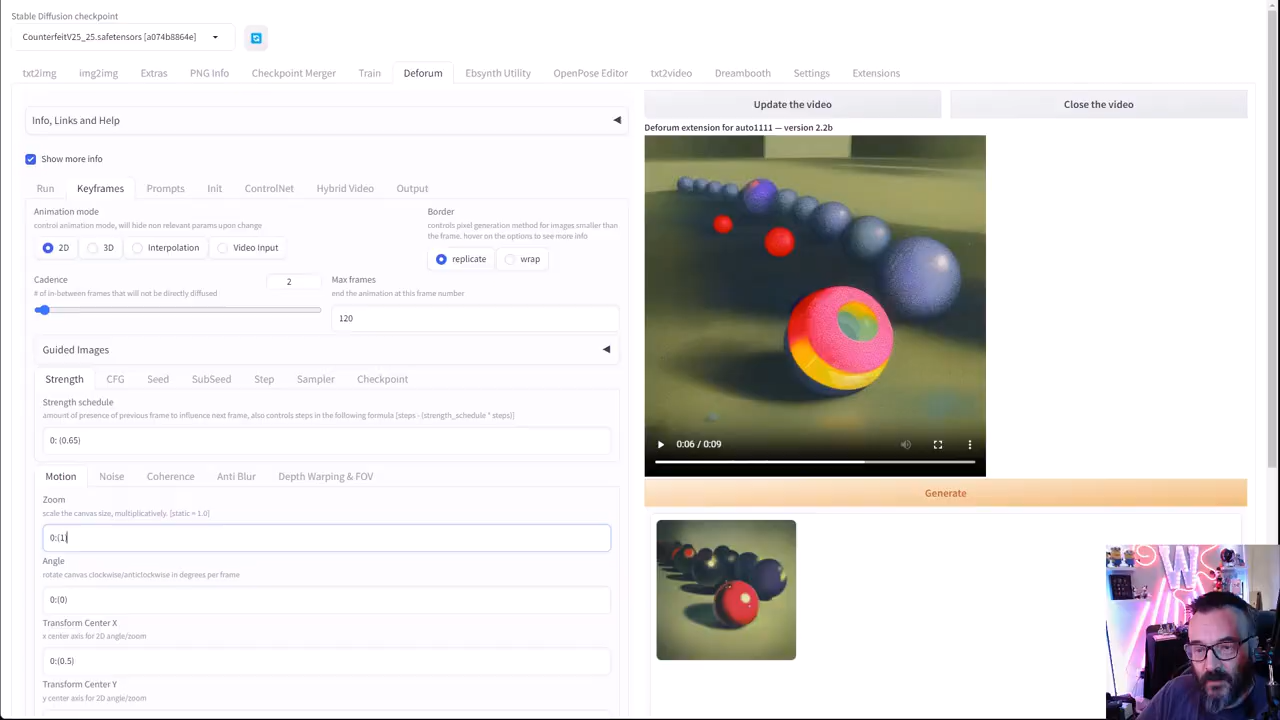 Stable Diffusion checkpoint
CounterfeitV25_25.safetensors [a074b8864e]
txt2img
img2img
Extras
PNG Info
Checkpoint Merger
Train
Deforum
Ebsynth Utility
OpenPose Editor
txt2video
Dreambooth
Settings
Extensions
Info, Links and Help
Show more info
Run
Keyframes
Prompts
Init
ControlNet
Hybrid Video
Output
Animation mode
control animation mode, will hide non relevant params upon change
2D
3D
Interpolation
Video Input
Border
controls pixel generation method for images smaller than
the frame. hover on the options to see more info
replicate
wrap
Cadence
2
# of in-between frames that will not be directly diffused
Max frames
end the animation at this frame number
120
Guided Images
Strength
CFG
Seed
SubSeed
Step
Sampler
Checkpoint
Strength schedule
amount of presence of previous frame to influence next frame, also controls steps in the following formula [steps - (strength_schedule * steps)]
0: (0.65)
Motion
Noise
Coherence
Anti Blur
Depth Warping & FOV
Zoom
scale the canvas size, multiplicatively. [static = 1.0]
0:(1)
Angle
rotate canvas clockwise/anticlockwise in degrees per frame
0:(0)
Transform Center X
x center axis for 2D angle/zoom
0:(0.5)
Transform Center Y
y center axis for 2D angle/zoom
Update the video
Close the video
Deforum extension for auto1111 — version 2.2b
0:06 / 0:09
Generate